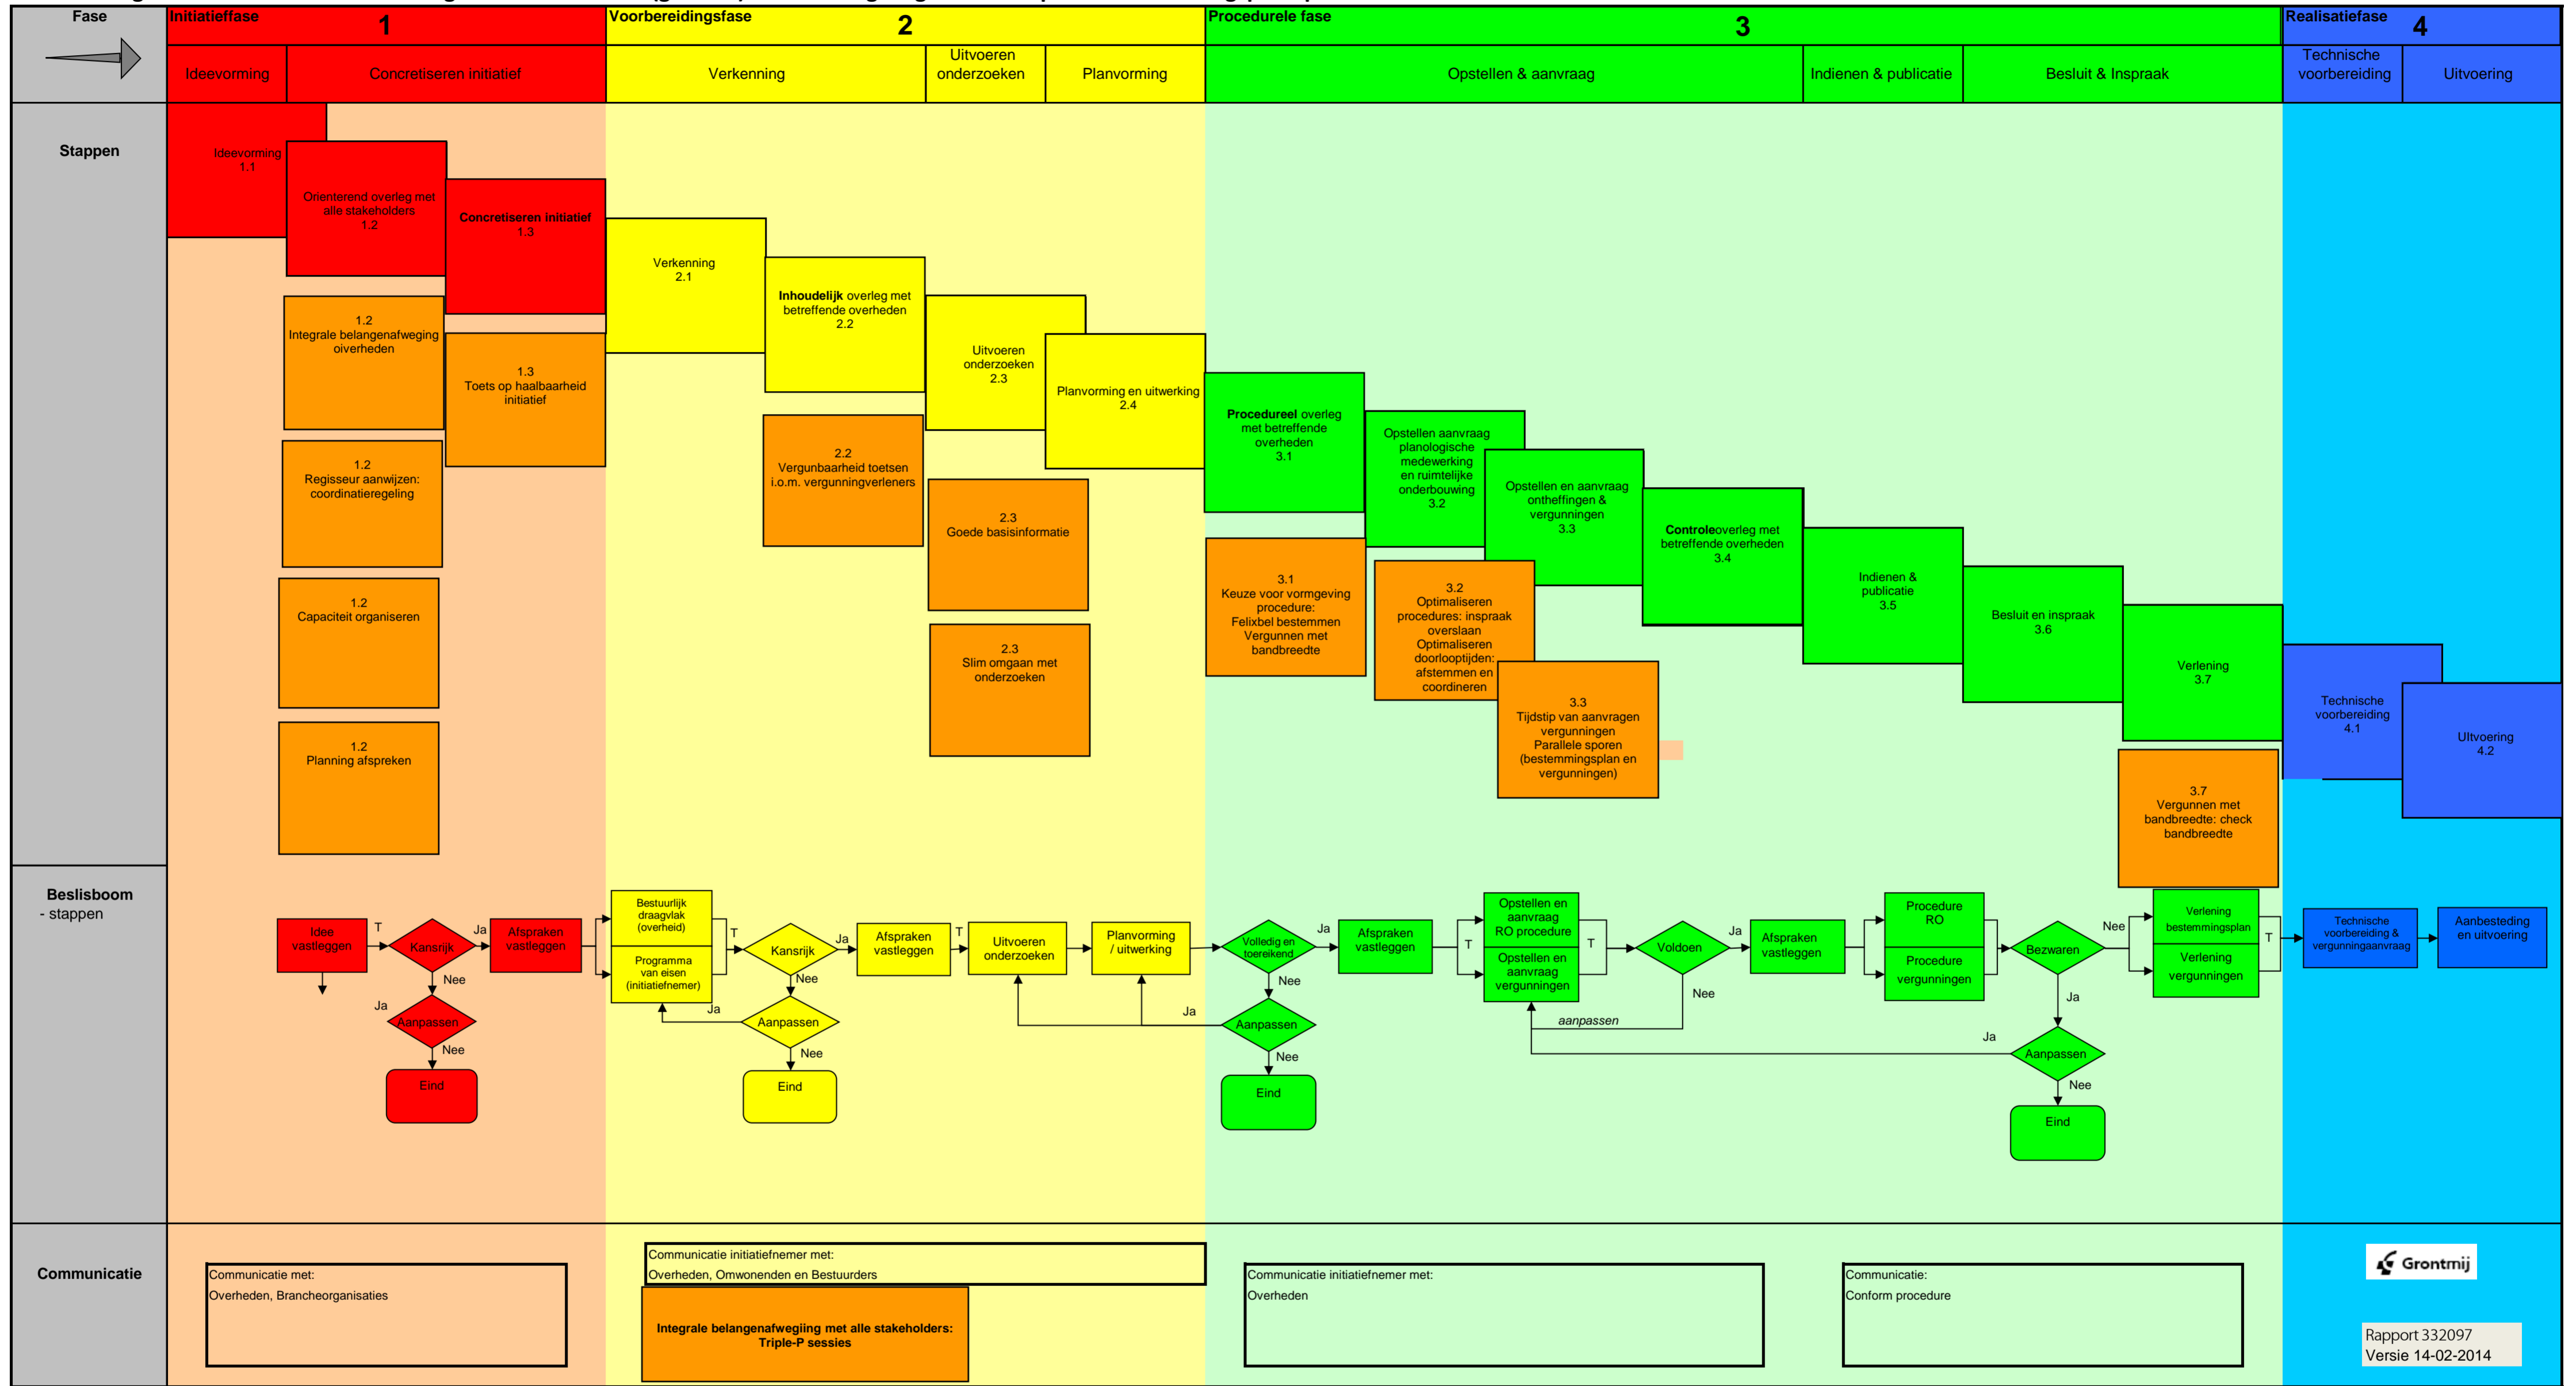 Fase
Initiatieffase
1
Voorbereidingsfase
2
Procedurele fase
3
Realisatiefase
4
Ideevorming
Concretiseren initiatief
Verkenning
Uitvoeren
onderzoeken
Planvorming
Opstellen & aanvraag
Indienen & publicatie
Besluit & Inspraak
Technische
voorbereiding
Uitvoering
Stappen
Ideevorming
1.1
Orienterend overleg met
alle stakeholders
1.2
Concretiseren initiatief
1.3
1.2
Integrale belangenafweging
oiverheden
1.3
Toets op haalbaarheid
initiatief
1.2
Regisseur aanwijzen:
coordinatieregeling
1.2
Capaciteit organiseren
1.2
Planning afspreken
Verkenning
2.1
Inhoudelijk overleg met
betreffende overheden
2.2
Uitvoeren
onderzoeken
2.3
Planvorming en uitwerking
2.4
2.2
Vergunbaarheid toetsen
i.o.m. vergunningverleners
2.3
Goede basisinformatie
2.3
Slim omgaan met
onderzoeken
Procedureel overleg
met betreffende
overheden
3.1
Opstellen aanvraag
planologische
medewerking
en ruimtelijke
onderbouwing
3.2
Opstellen en aanvraag
ontheffingen &
vergunningen
3.3
Controleoverleg met
betreffende overheden
3.4
Indienen &
publicatie
3.5
Besluit en inspraak
3.6
Verlening
3.7
3.1
Keuze voor vormgeving
procedure:
Felixbel bestemmen
Vergunnen met
bandbreedte
3.2
Optimaliseren
procedures: inspraak
overslaan
Optimaliseren
doorlooptijden:
afstemmen en
coordineren
3.3
Tijdstip van aanvragen
vergunningen
Parallele sporen
(bestemmingsplan en
vergunningen)
3.7
Vergunnen met
bandbreedte: check
bandbreedte
Technische
voorbereiding
4.1
UItvoering
4.2
Beslisboom
- stappen
Idee
vastleggen
T
Kansrijk
Ja
Afspraken
vastleggen
Nee
Ja
Aanpassen
Nee
Eind
Bestuurlijk
draagvlak
(overheid)
Programma
van eisen
(initiatiefnemer)
T
Kansrijk
Ja
Afspraken
vastleggen
T
Uitvoeren
onderzoeken
Planvorming
/ uitwerking
Nee
Ja
Aanpassen
Nee
Eind
Ja
Volledig en
toereikend
Ja
Afspraken
vastleggen
Nee
Aanpassen
Nee
Eind
T
Opstellen en
aanvraag
RO procedure
Opstellen en
aanvraag
vergunningen
T
Voldoen
Ja
Afspraken
vastleggen
Nee
aanpassen
Procedure
RO
Procedure
vergunningen
Bezwaren
Nee
Ja
Ja
Aanpassen
Nee
Eind
Verlening
bestemmingsplan
Verlening
vergunningen
T
Technische
voorbereiding &
vergunningaanvraag
Aanbesteding
en uitvoering
Communicatie
Communicatie met:
Overheden, Brancheorganisaties
Communicatie initiatiefnemer met:
Overheden, Omwonenden en Bestuurders
Integrale belangenafwegiing met alle stakeholders:
Triple-P sessies
Communicatie initiatiefnemer met:
Overheden
Communicatie:
Conform procedure
Grontmij
Rapport 332097
Versie 14-02-2014